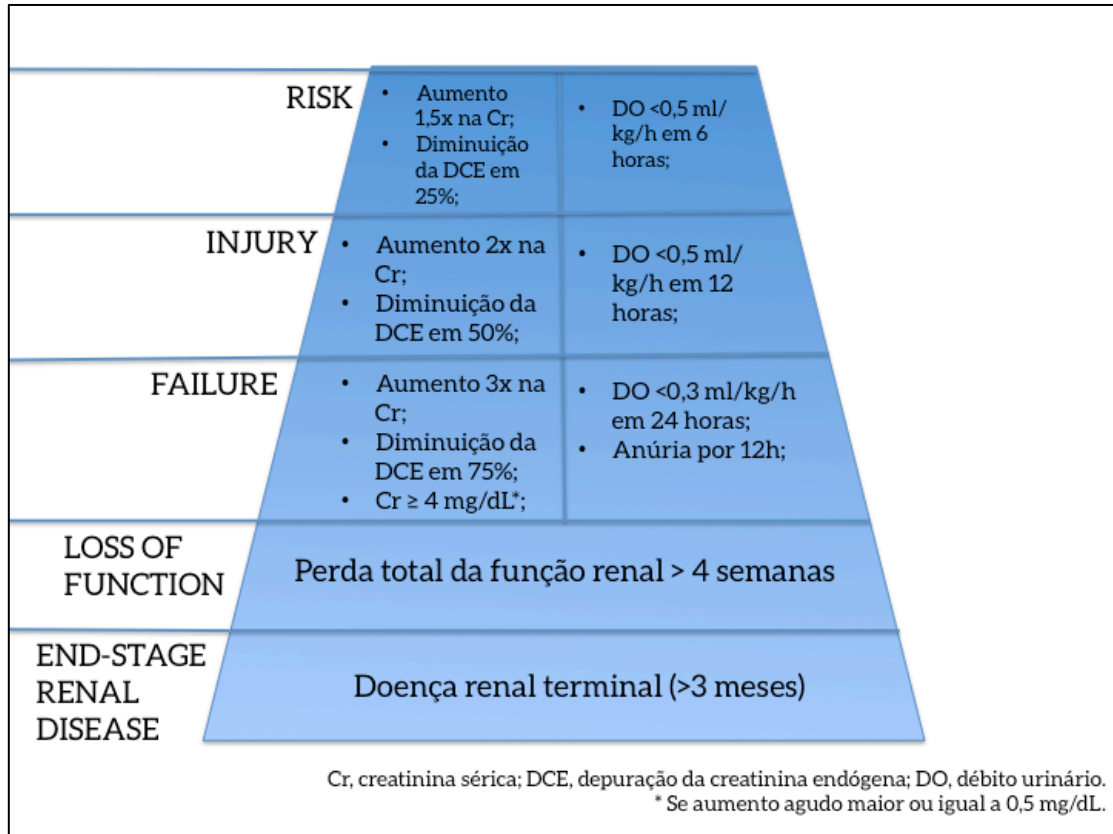 RISK
• Aumento
1,5x na Cr;
• Diminuição
da DCE em
25%;
• DO <0,5 ml/
kg/h em 6
horas;
INJURY
• Aumento 2x na
Cr;
• Diminuição da
DCE em 50%;
• DO <0,5 ml/
kg/h em 12
horas;
FAILURE
• Aumento 3x na
Cr;
• Diminuição da
DCE em 75%;
• Cr ≥ 4 mg/dL*;
• DO <0,3 ml/kg/h
em 24 horas;
• Anúria por 12h;
LOSS OF
FUNCTION
Perda total da função renal > 4 semanas
END-STAGE
RENAL
DISEASE
Doença renal terminal (>3 meses)
Cr, creatinina sérica; DCE, depuração da creatinina endógena; DO, débito urinário.
* Se aumento agudo maior ou igual a 0,5 mg/dL.